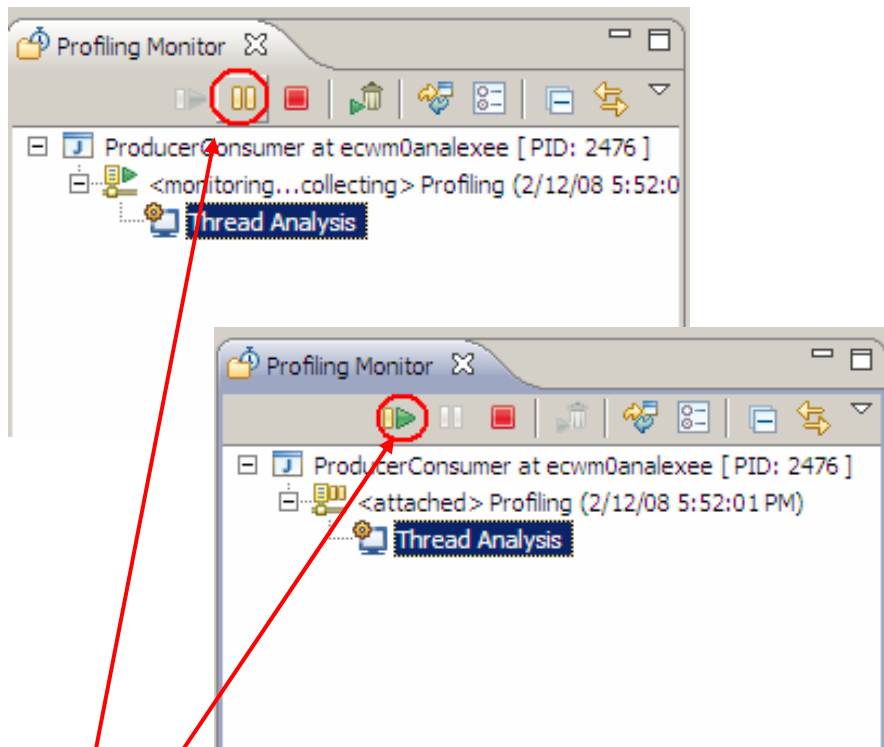 Profiling Monitor
ProducerConsumer at ecwm0analexee [ PID: 2476 ]
<monitoring...collecting> Profiling (2/12/08 5:52:0
Thread Analysis
Profiling Monitor
ProducerConsumer at ecwm0analexee [ PID: 2476 ]
<attached> Profiling (2/12/08 5:52:01 PM)
Thread Analysis